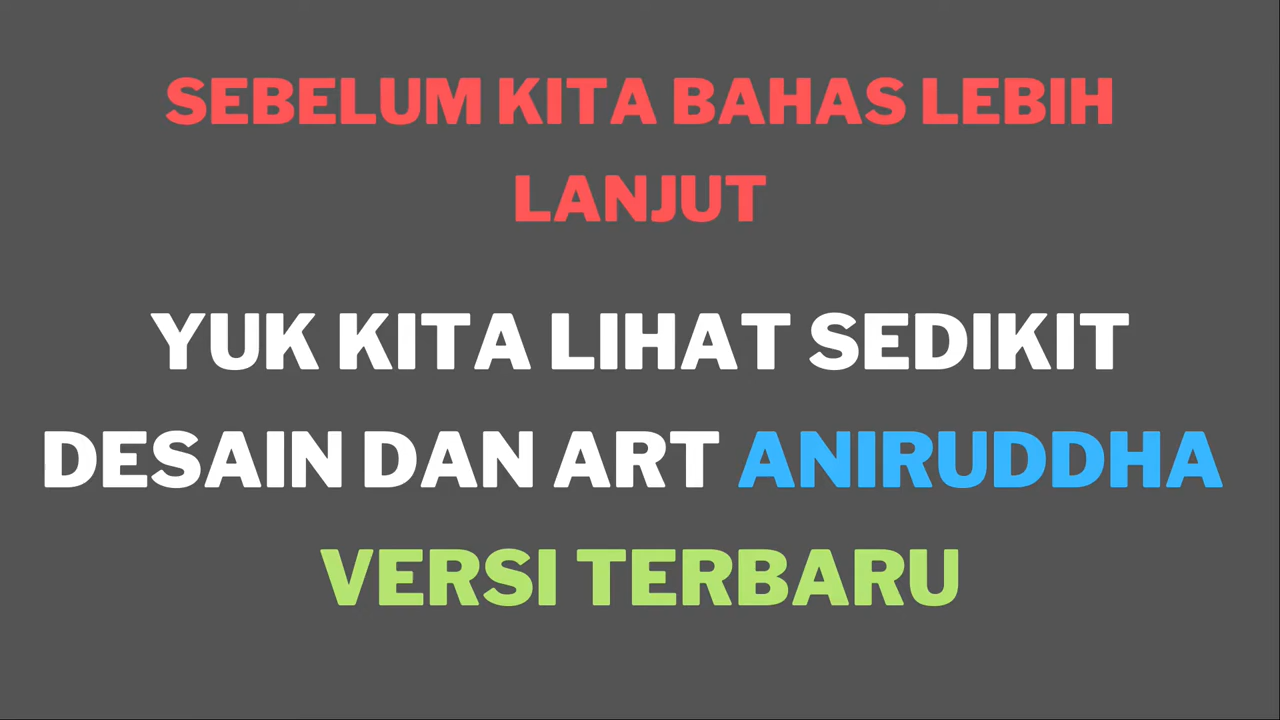 SEBELUM KITA BAHAS LEBIH
LANJUT
YUK KITA LIHAT SEDIKIT
DESAIN DAN ART ANIRUDDHA
VERSI TERBARU